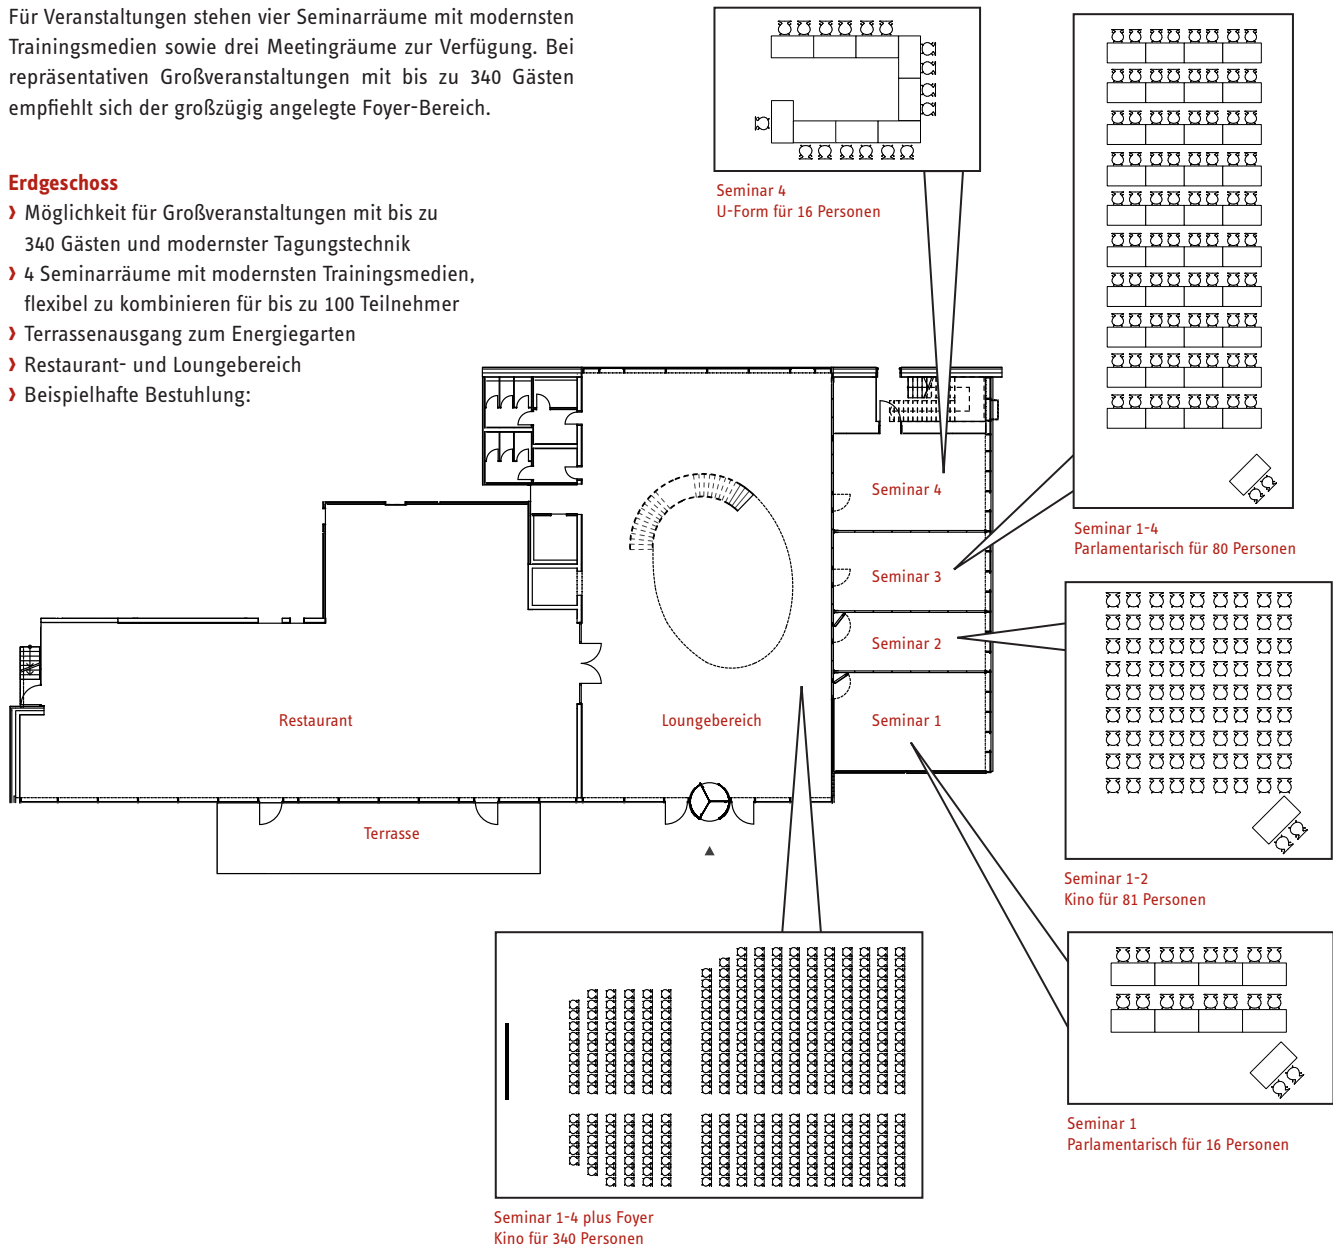 Für Veranstaltungen stehen vier Seminarräume mit modernsten
Trainingsmedien sowie drei Meetingräume zur Verfügung. Bei
repräsentativen Großveranstaltungen mit bis zu 340 Gästen
empfiehlt sich der großzügig angelegte Foyer-Bereich.
Erdgeschoss
› Möglichkeit für Großveranstaltungen mit bis zu
340 Gästen und modernster Tagungstechnik
› 4 Seminarräume mit modernsten Trainingsmedien,
flexibel zu kombinieren für bis zu 100 Teilnehmer
› Terrassenausgang zum Energiegarten
› Restaurant- und Loungebereich
› Beispielhafte Bestuhlung:
Seminar 4
U-Form für 16 Personen
Seminar 1-4
Parlamentarisch für 80 Personen
Seminar 4
Seminar 3
Seminar 2
Seminar 1
Restaurant
Loungebereich
Terrasse
Seminar 1-2
Kino für 81 Personen
Seminar 1
Parlamentarisch für 16 Personen
Seminar 1-4 plus Foyer
Kino für 340 Personen